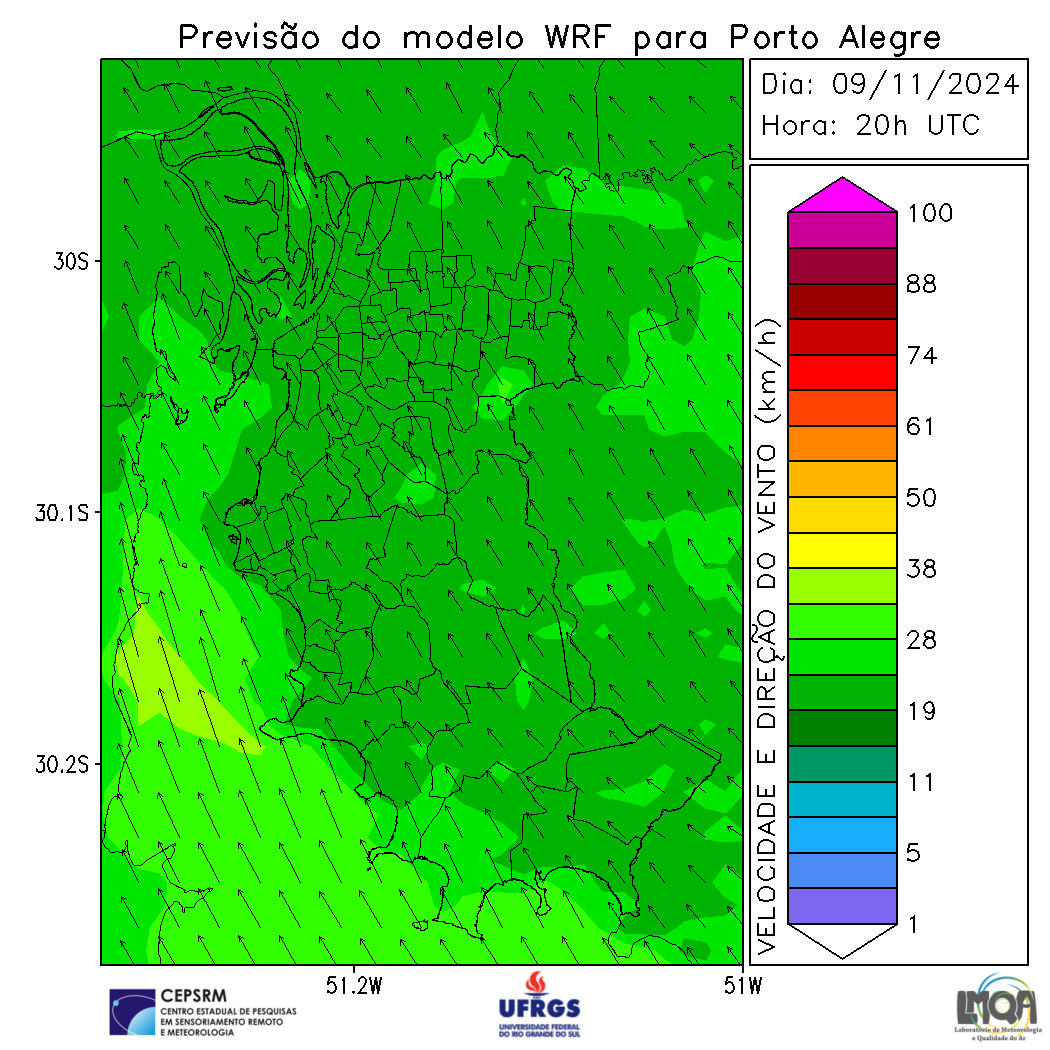 Previsão do modelo WRF para Porto Alegre
Dia: 09/11/2024
Hora: 20h UTC
30S
30.1S
30.2S
51.2W
51W
VELOCIDADE E DIREÇÃO DO VENTO (km/h)
100
88
74
61
50
38
28
19
11
5
1
CEPSRM
CENTRO ESTADUAL DE PESQUISAS
EM SENSORIAMENTO REMOTO
E METEOROLOGIA
UFRGS
UNIVERSIDADE FEDERAL
DO RIO GRANDE DO SUL
LMQA
Laboratório de Meteorologia
e Qualidade do Ar